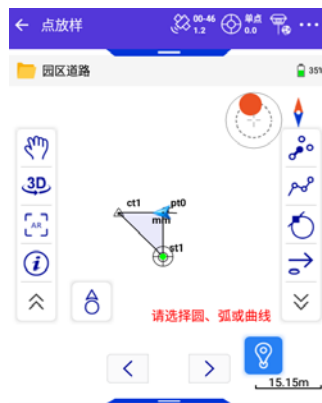 点放样
00-46
1.2
单点
0.0
园区道路
35%
3D
AR
ct1
pt0
mm
st1
请选择圆、弧或曲线
15.15m